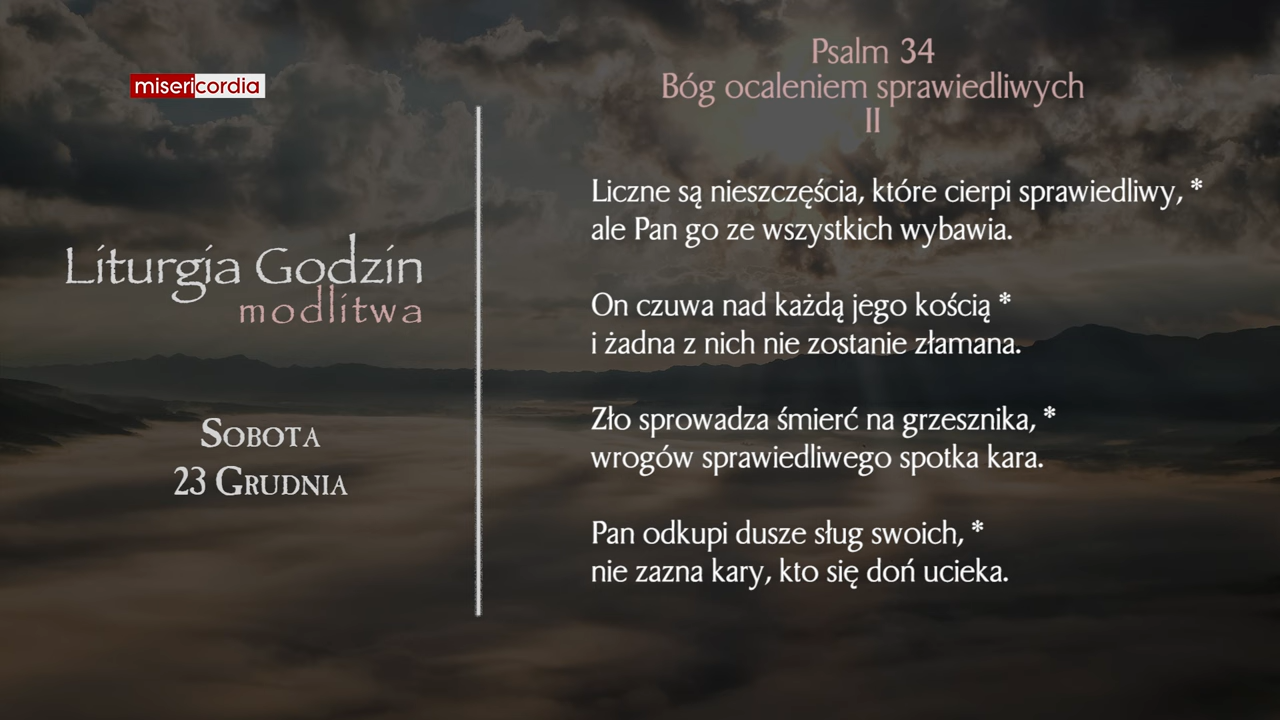 misericordia
Liturgia Godzin
modlitwa
Sobota
23 Grudnia
Psalm 34
Bóg ocaleniem sprawiedliwych
II
Liczne są nieszczęścia, które cierpi sprawiedliwy, *
ale Pan go ze wszystkich wybawia.
On czuwa nad każdą jego kością *
i żadna z nich nie zostanie złamana.
Zło sprowadza śmierć na grzesznika, *
wrogów sprawiedliwego spotka kara.
Pan odkupi dusze sług swoich, *
nie zazna kary, kto się doń ucieka.